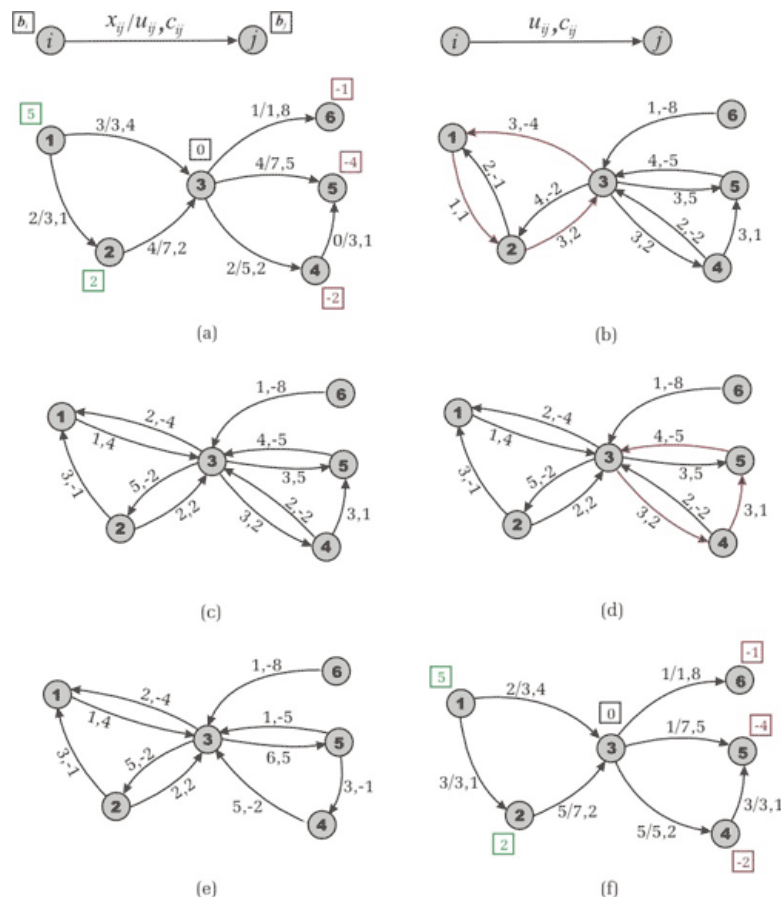 b_i x_ij/u_ij,c_ij b_j
i j
u_ij,c_ij
i j
5 -1
1 3/3,4 1/1,8 6
0 -4
3 4/7,5 5
2/3,1 4/7,2 2/5,2 0/3,1
2 4
2 -2
(a)
1,-8 6
1 3,-4
2,-1 3 4,-5 5
1,1 4,-2 3,5
2 3,2 2,-2 3,1
3,2 4
(b)
1,-8 6
1 2,-4
1,4 3 4,-5 5
3,-1 5,-2 3,5
2 2,2 2,-2 3,1
3,2 4
(c)
1,-8 6
1 2,-4
1,4 3 4,-5 5
3,-1 5,-2 3,5
2 2,2 2,-2 3,1
3,2 4
(d)
1,-8 6
1 2,-4
1,4 3 1,-5 5
3,-1 5,-2 6,5
2 2,2 5,-2 3,-1
4
(e)
5 -1
1 2/3,4 1/1,8 6
0 -4
3 1/7,5 5
3/3,1 5/7,2 5/5,2 3/3,1
2 4
2 -2
(f)